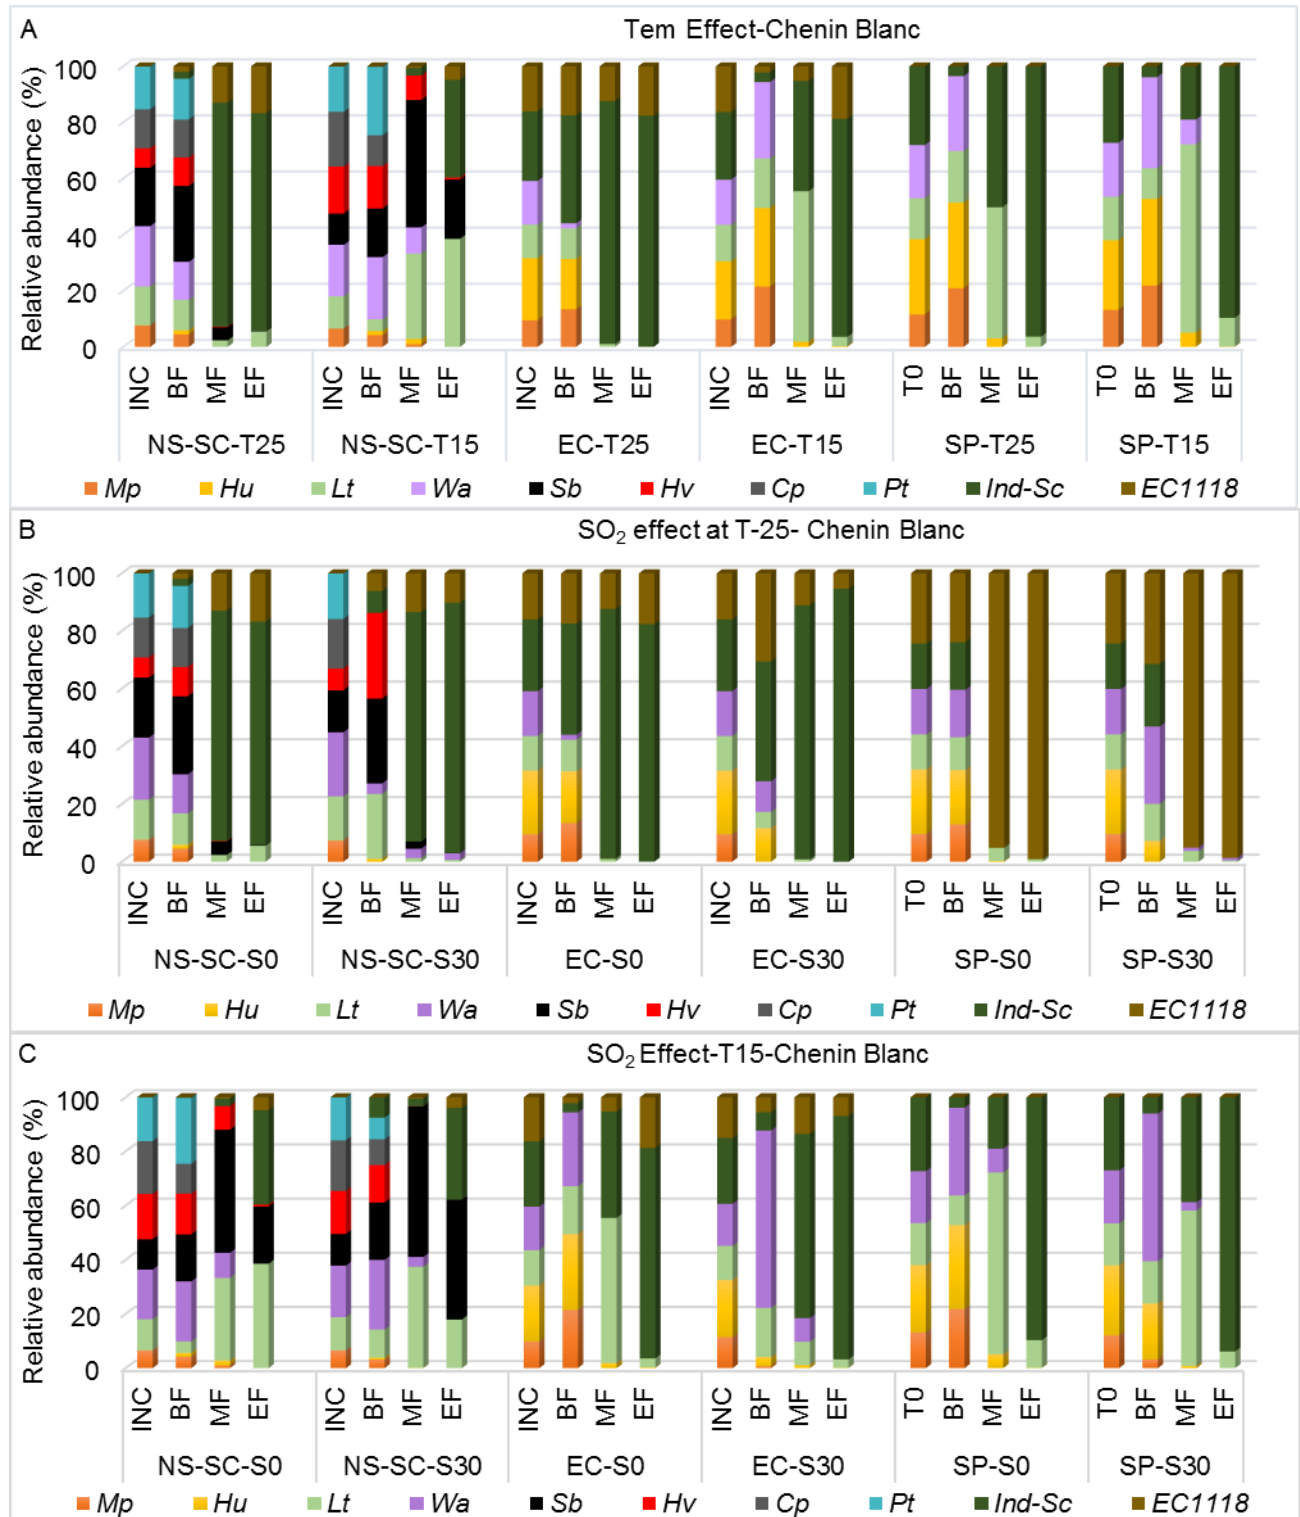 A
Tem Effect-Chenin Blanc
Relative abundance (%)
100
80
60
40
20
0
INC BF MF EF INC BF MF EF INC BF MF EF INC BF MF EF T0 BF MF EF T0 BF MF EF
NS-SC-T25 NS-SC-T15 EC-T25 EC-T15 SP-T25 SP-T15
Mp Hu Lt Wa Sb Hv Cp Pt Ind-Sc EC1118
B
SO₂ effect at T-25- Chenin Blanc
Relative abundance (%)
100
80
60
40
20
0
INC BF MF EF INC BF MF EF INC BF MF EF INC BF MF EF T0 BF MF EF T0 BF MF EF
NS-SC-S0 NS-SC-S30 EC-S0 EC-S30 SP-S0 SP-S30
Mp Hu Lt Wa Sb Hv Cp Pt Ind-Sc EC1118
C
SO₂ Effect-T15-Chenin Blanc
Relative abundance (%)
100
80
60
40
20
0
INC BF MF EF INC BF MF EF INC BF MF EF INC BF MF EF T0 BF MF EF T0 BF MF EF
NS-SC-S0 NS-SC-S30 EC-S0 EC-S30 SP-S0 SP-S30
Mp Hu Lt Wa Sb Hv Cp Pt Ind-Sc EC1118